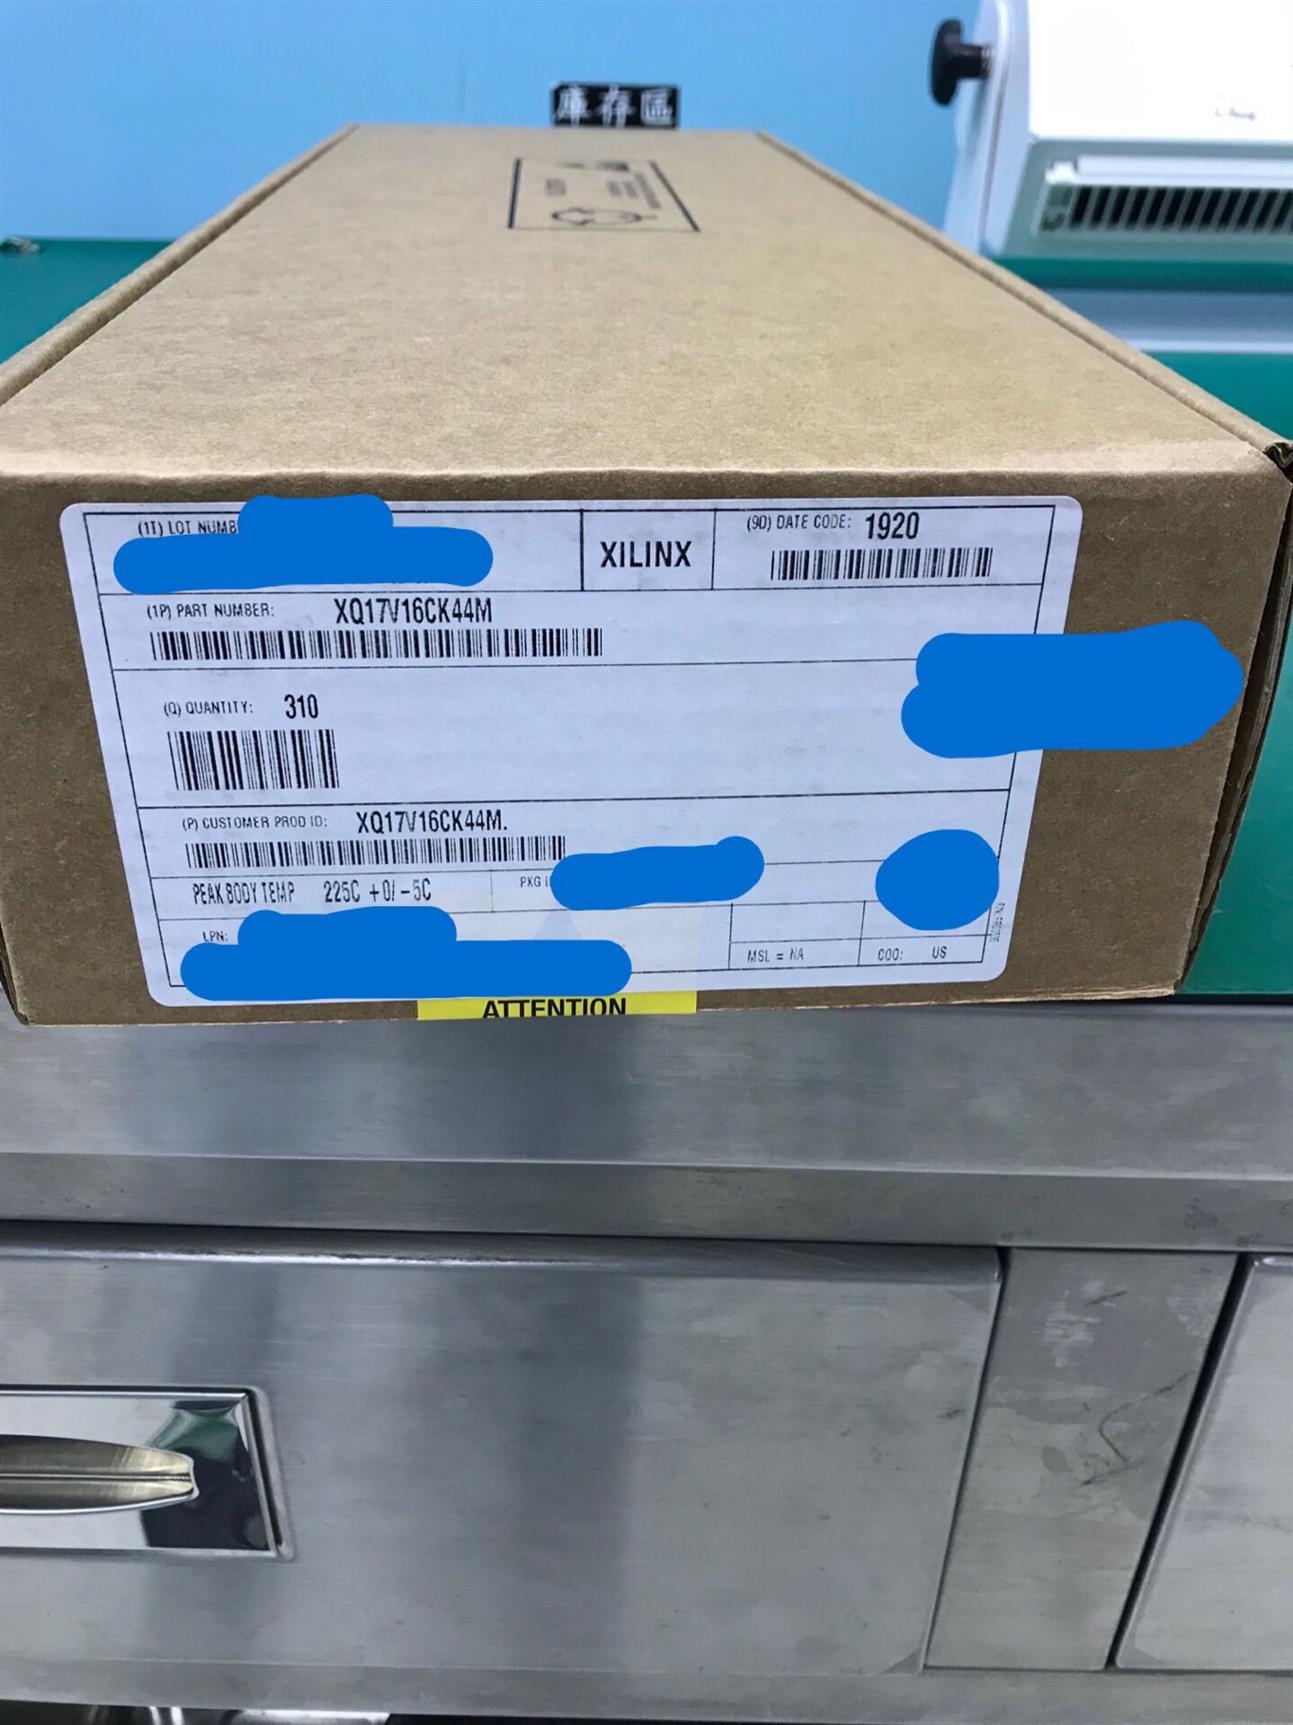 庫存區
(1T) LOT NUMB
XILINX
(9D) DATE CODE: 1920
(1P) PART NUMBER: XQ17V16CK44M
(Q) QUANTITY: 310
(P) CUSTOMER PROD ID: XQ17V16CK44M.
PEAK BODY TEMP 225C +0/-5C
PKG
LPN:
MSL = NA
COO: US
ATTENTION